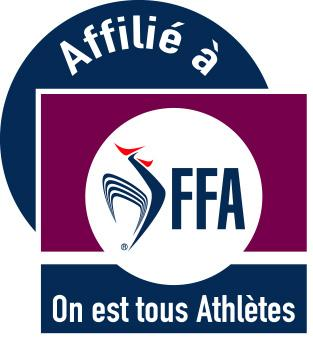 Affilié à
FFA
®
On est tous Athlètes